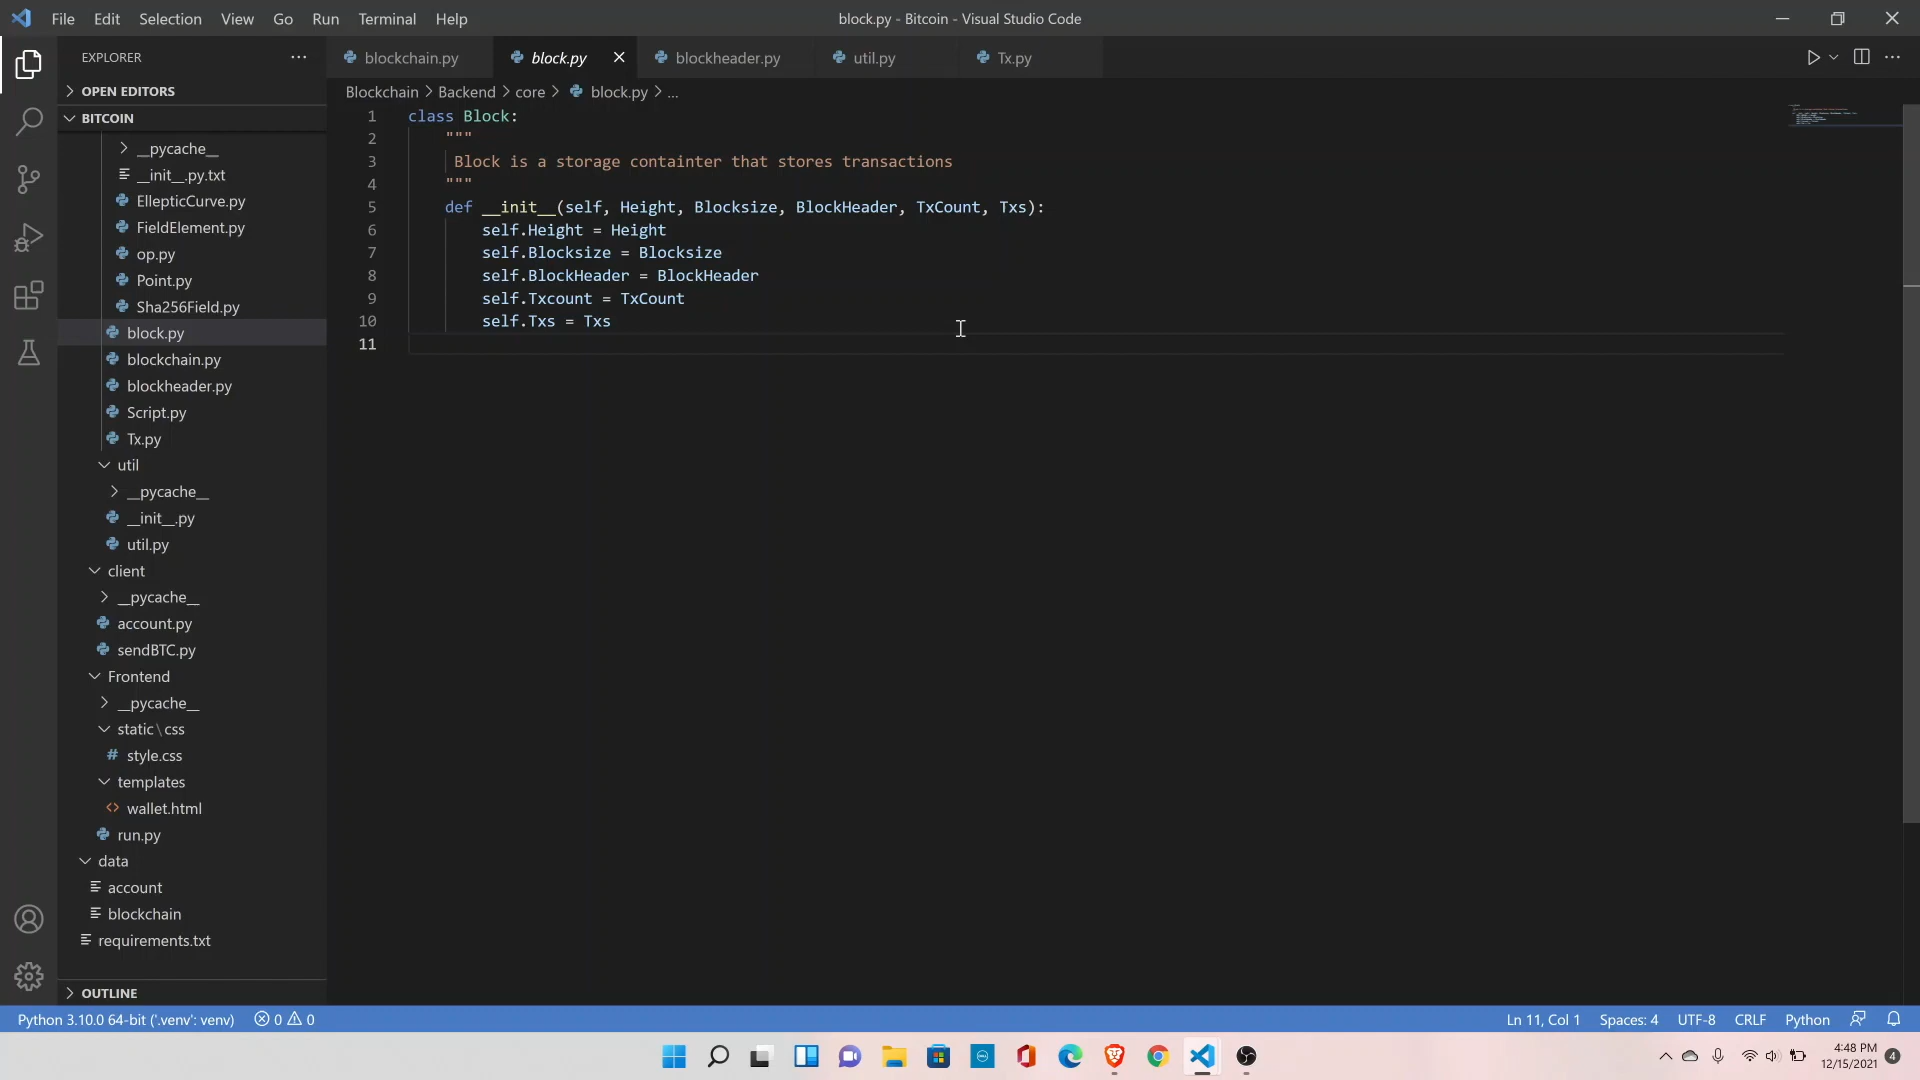 File Edit Selection View Go Run Terminal Help
block.py - Bitcoin - Visual Studio Code
EXPLORER
OPEN EDITORS
BITCOIN
__pycache__
__init__.py.txt
EllepticCurve.py
FieldElement.py
op.py
Point.py
Sha256Field.py
block.py
blockchain.py
blockheader.py
Script.py
Tx.py
util
__pycache__
__init__.py
util.py
client
__pycache__
account.py
sendBTC.py
Frontend
__pycache__
static\css
style.css
templates
wallet.html
run.py
data
account
blockchain
requirements.txt
OUTLINE
blockchain.py block.py blockheader.py util.py Tx.py
Blockchain > Backend > core > block.py > ...
1 class Block:
2 """
3 Block is a storage containter that stores transactions
4 """
5 def __init__(self, Height, Blocksize, BlockHeader, TxCount, Txs):
6 self.Height = Height
7 self.Blocksize = Blocksize
8 self.BlockHeader = BlockHeader
9 self.Txcount = TxCount
10 self.Txs = Txs
11
Python 3.10.0 64-bit ('.venv': venv) 0 0 Ln 11, Col 1 Spaces: 4 UTF-8 CRLF Python
4:48 PM
12/15/2021
4